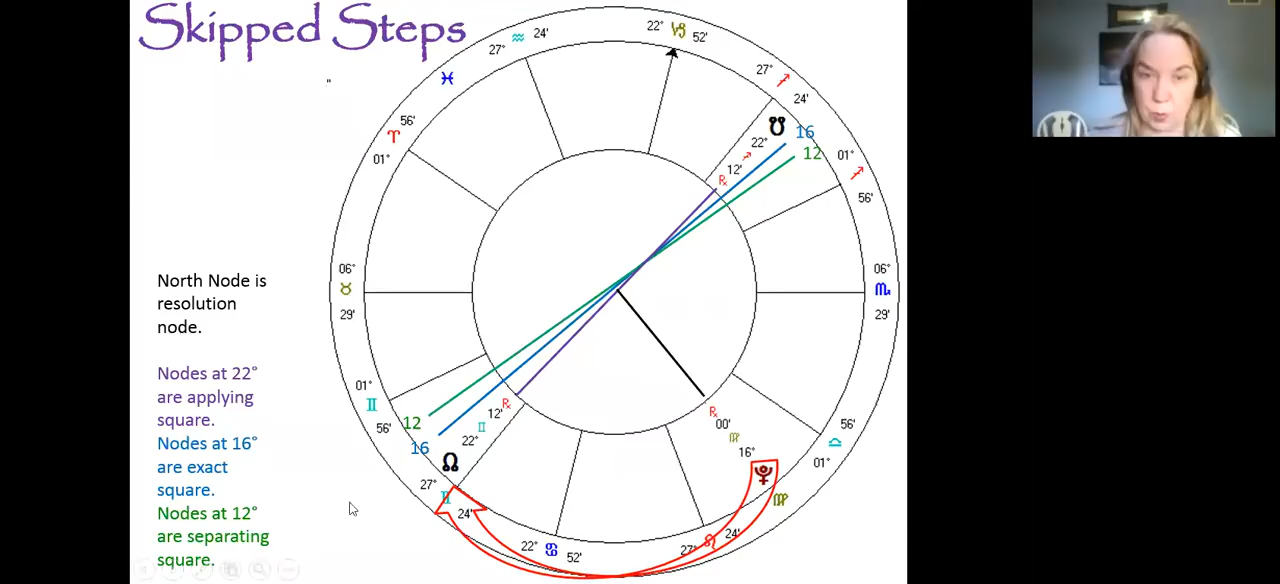 Skipped Steps
27° ♒ 24'
22° ♑ 52'
"
♓
27° ♐ 24'
01° ♈ 56'
☋ 16
22° ♐ 12' ℞
12
01° ♐ 56'
06° ♉ 29'
06° ♏ 29'
North Node is
resolution
node.
Nodes at 22°
are applying
square.
Nodes at 16°
are exact
square.
Nodes at 12°
are separating
square.
01° ♊ 56'
12
16
22° ♊ 12' ℞
☊
27° ♊ 24'
℞ 00' ♍ 16°
♇
56' ♎ 01°
♍
22° ♋ 52'
27° ♌ 24'